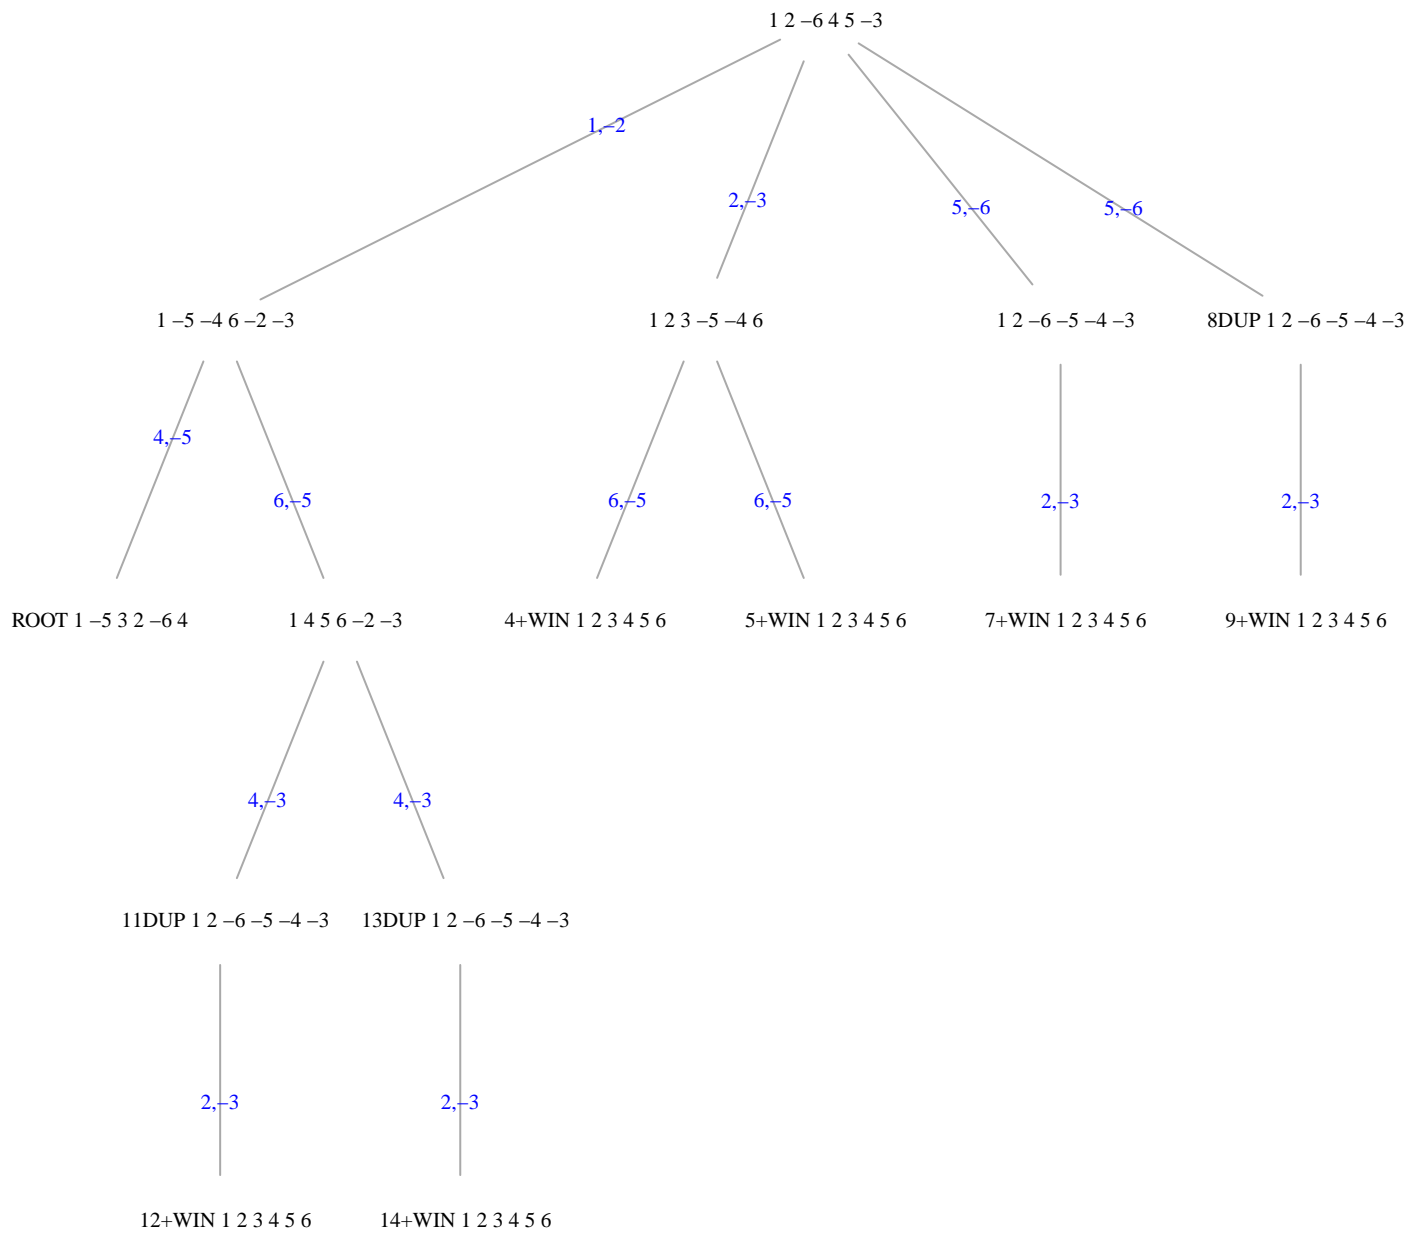 1 2 –6 4 5 –3
1,–2
2,–3
5,–6
5,–6
1 –5 –4 6 –2 –3
1 2 3 –5 –4 6
1 2 –6 –5 –4 –3
8DUP 1 2 –6 –5 –4 –3
4,–5
6,–5
6,–5
6,–5
2,–3
2,–3
ROOT 1 –5 3 2 –6 4
1 4 5 6 –2 –3
4+WIN 1 2 3 4 5 6
5+WIN 1 2 3 4 5 6
7+WIN 1 2 3 4 5 6
9+WIN 1 2 3 4 5 6
4,–3
4,–3
11DUP 1 2 –6 –5 –4 –3
13DUP 1 2 –6 –5 –4 –3
2,–3
2,–3
12+WIN 1 2 3 4 5 6
14+WIN 1 2 3 4 5 6